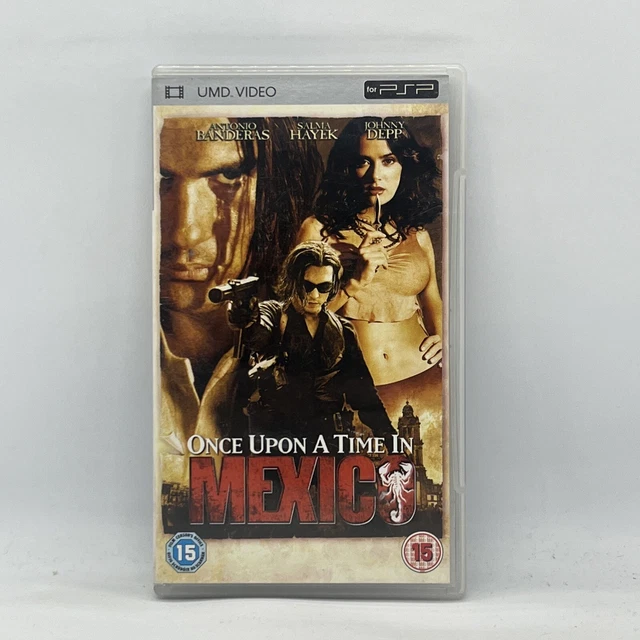 UMD. VIDEO
for PSP
ANTONIO BANDERAS
SALMA HAYEK
JOHNNY DEPP
ONCE UPON A TIME IN
MEXICO
15
15